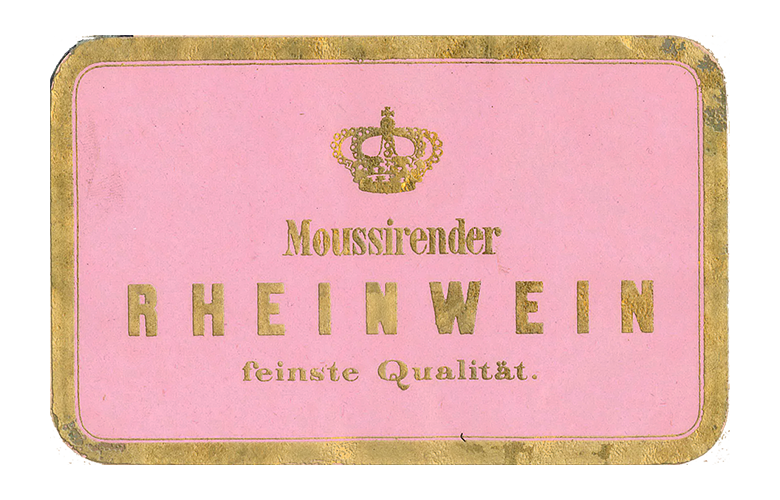 Moussirender
RHEINWEIN
feinste Qualität.